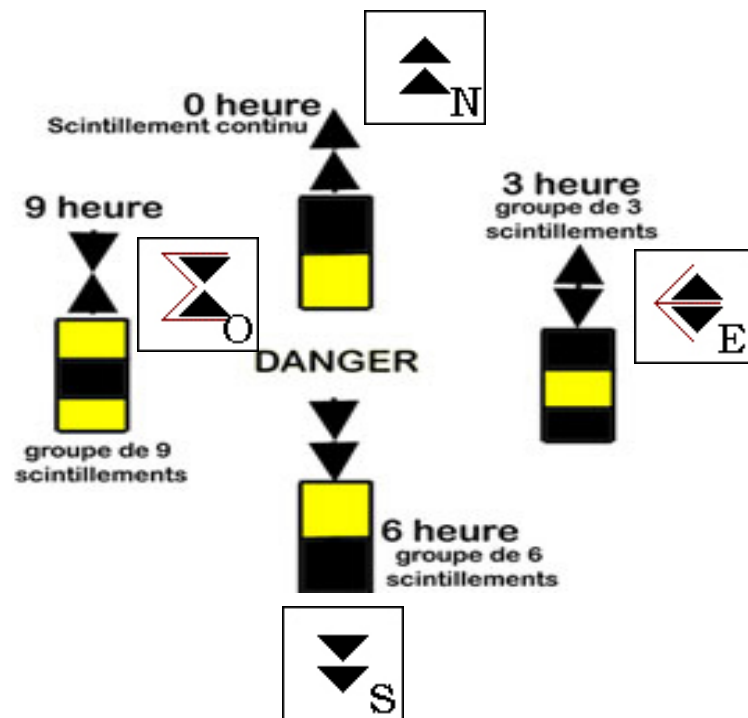 N
0 heure
Scintillement continu
3 heure
groupe de 3
scintillements
9 heure
O
E
DANGER
groupe de 9
scintillements
6 heure
groupe de 6
scintillements
S